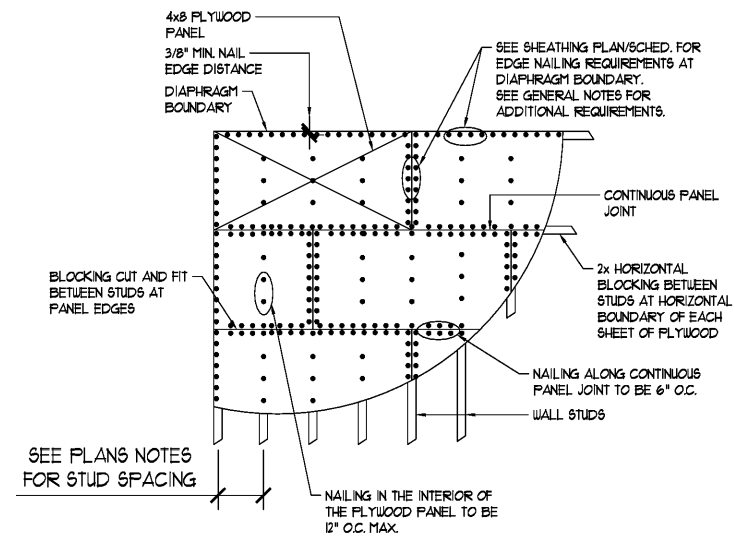 4x8 PLYWOOD
PANEL
3/8" MIN. NAIL
EDGE DISTANCE
DIAPHRAGM
BOUNDARY
SEE SHEATHING PLAN/SCHED. FOR
EDGE NAILING REQUIREMENTS AT
DIAPHRAGM BOUNDARY.
SEE GENERAL NOTES FOR
ADDITIONAL REQUIREMENTS.
CONTINUOUS PANEL
JOINT
BLOCKING CUT AND FIT
BETWEEN STUDS AT
PANEL EDGES
2x HORIZONTAL
BLOCKING BETWEEN
STUDS AT HORIZONTAL
BOUNDARY OF EACH
SHEET OF PLYWOOD
NAILING ALONG CONTINUOUS
PANEL JOINT TO BE 6" O.C.
WALL STUDS
SEE PLANS NOTES
FOR STUD SPACING
NAILING IN THE INTERIOR OF
THE PLYWOOD PANEL TO BE
12" O.C. MAX.